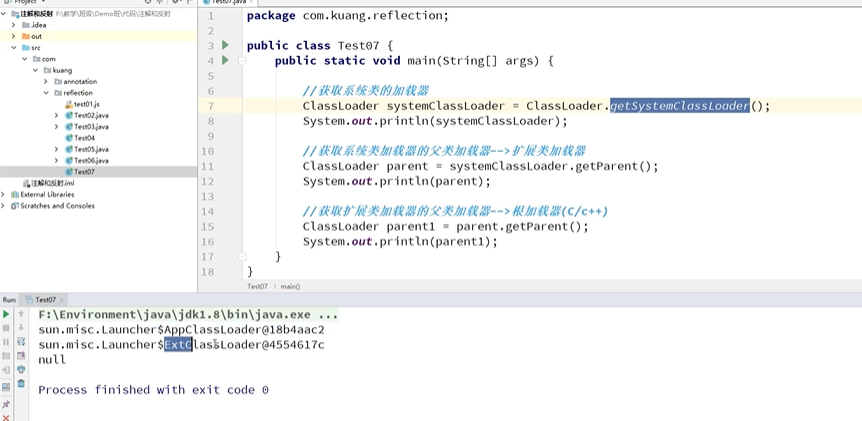 Project
Test07.java
注解和反射 F:\教学\班级\Demo班\代码\注解和反射
.idea
out
src
com
kuang
annotation
reflection
test01.js
Test02.java
Test03.java
Test04
Test05.java
Test06.java
Test07
注解和反射.iml
External Libraries
Scratches and Consoles
1 package com.kuang.reflection;
2
3 public class Test07 {
4 public static void main(String[] args) {
5
6 //获取系统类的加载器
7 ClassLoader systemClassLoader = ClassLoader.getSystemClassLoader();
8 System.out.println(systemClassLoader);
9
10 //获取系统类加载器的父类加载器-->扩展类加载器
11 ClassLoader parent = systemClassLoader.getParent();
12 System.out.println(parent);
13
14 //获取扩展类加载器的父类加载器-->根加载器(C/c++)
15 ClassLoader parent1 = parent.getParent();
16 System.out.println(parent1);
17 }
18 }
Test07 › main()
Run: Test07
F:\Environment\java\jdk1.8\bin\java.exe ...
sun.misc.Launcher$AppClassLoader@18b4aac2
sun.misc.Launcher$ExtClassLoader@4554617c
null
Process finished with exit code 0